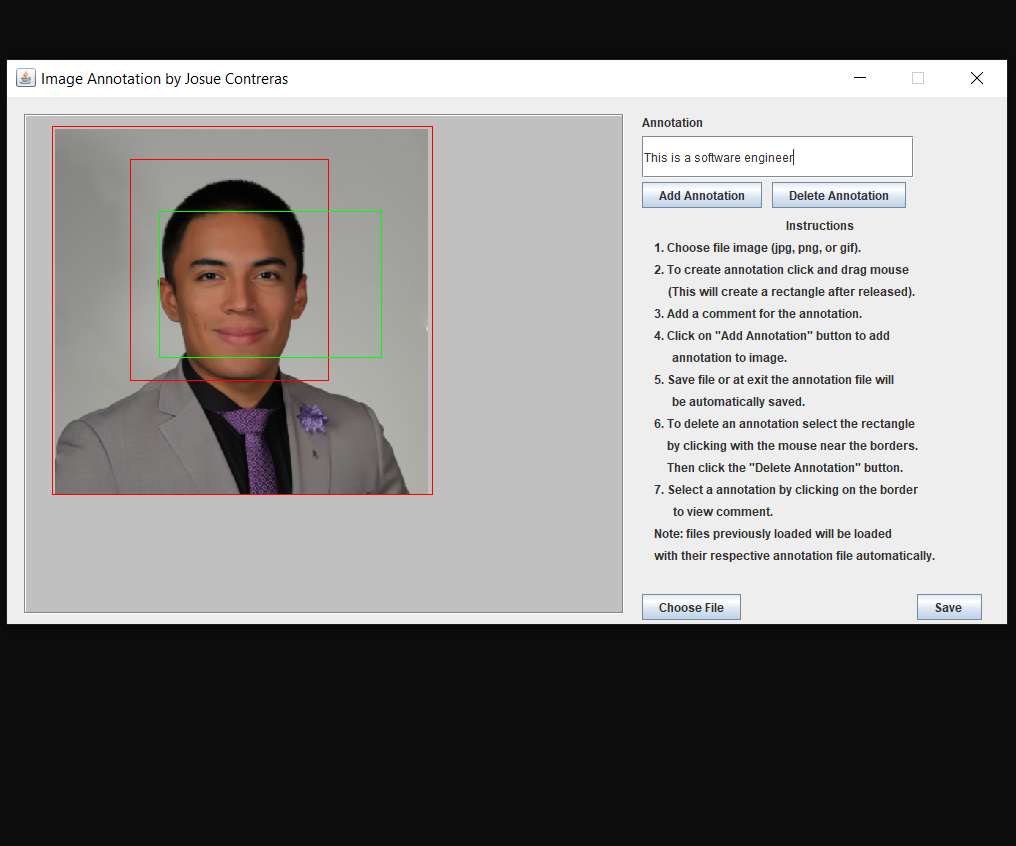 Image Annotation by Josue Contreras
Annotation
This is a software engineer
Add Annotation
Delete Annotation
Instructions
1. Choose file image (jpg, png, or gif).
2. To create annotation click and drag mouse
(This will create a rectangle after released).
3. Add a comment for the annotation.
4. Click on "Add Annotation" button to add
annotation to image.
5. Save file or at exit the annotation file will
be automatically saved.
6. To delete an annotation select the rectangle
by clicking with the mouse near the borders.
Then click the "Delete Annotation" button.
7. Select a annotation by clicking on the border
to view comment.
Note: files previously loaded will be loaded
with their respective annotation file automatically.
Choose File
Save